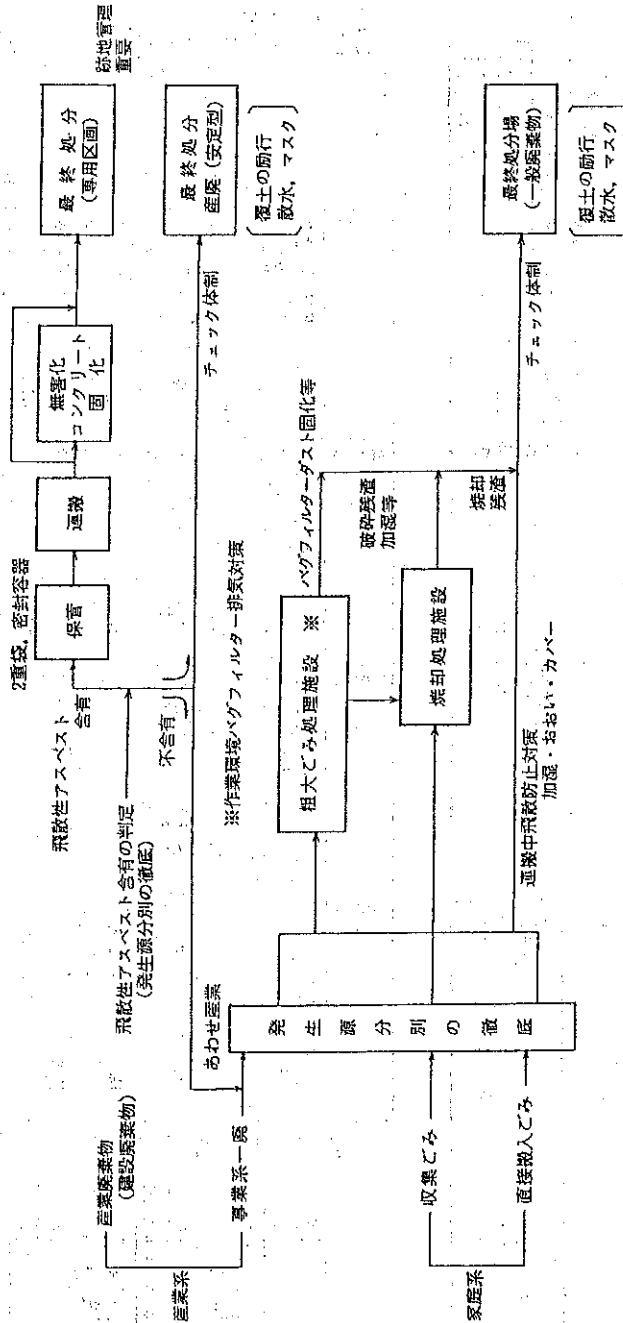 産業系
産業廃棄物
(建設廃棄物)
事業系一廃
家庭系
収集ごみ
直接搬入ごみ
あわせ産業
発生源分別の徹底
飛散性アスベスト含有の判定
(発生源分別の徹底)
飛散性アスベスト
含有
不含有
2重袋, 密封容器
保管
運搬
無害化
コンクリート
固化
最終処分
(専用区画)
跡地管理
重要
チェック体制
最終処分
産廃(安定型)
覆土の励行
散水, マスク
※作業環境バグフィルター排気対策
粗大ごみ処理施設 ※
バグフィルターダスト固化等
破砕残渣
加湿等
焼却処理施設
焼却
残渣
運搬中飛散防止対策
加湿・おおい・カバー
チェック体制
最終処分場
(一般廃棄物)
覆土の励行
散水, マスク